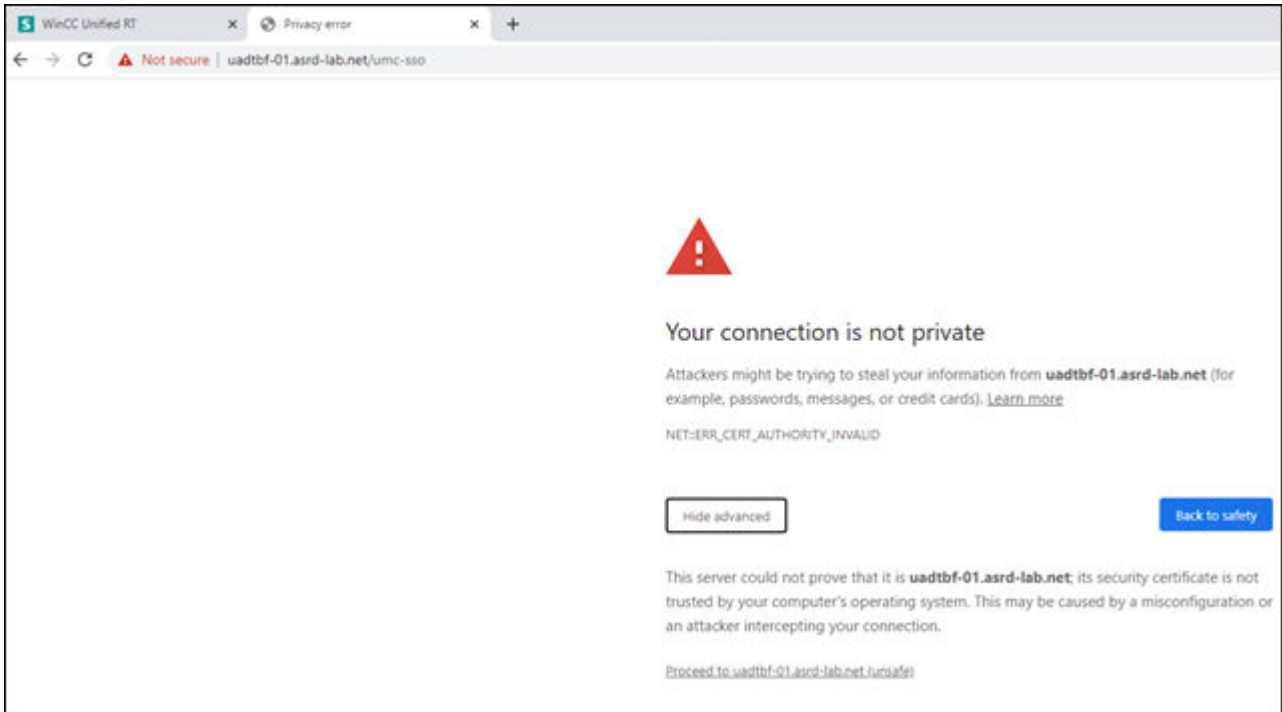 WinCC Unified RT
Privacy error
Not secure
uadtbf-01.asrd-lab.net/umc-sso
Your connection is not private
Attackers might be trying to steal your information from uadtbf-01.asrd-lab.net (for
example, passwords, messages, or credit cards). Learn more
NET::ERR_CERT_AUTHORITY_INVALID
Hide advanced
Back to safety
This server could not prove that it is uadtbf-01.asrd-lab.net; its security certificate is not
trusted by your computer's operating system. This may be caused by a misconfiguration or
an attacker intercepting your connection.
Proceed to uadtbf-01.asrd-lab.net (unsafe)